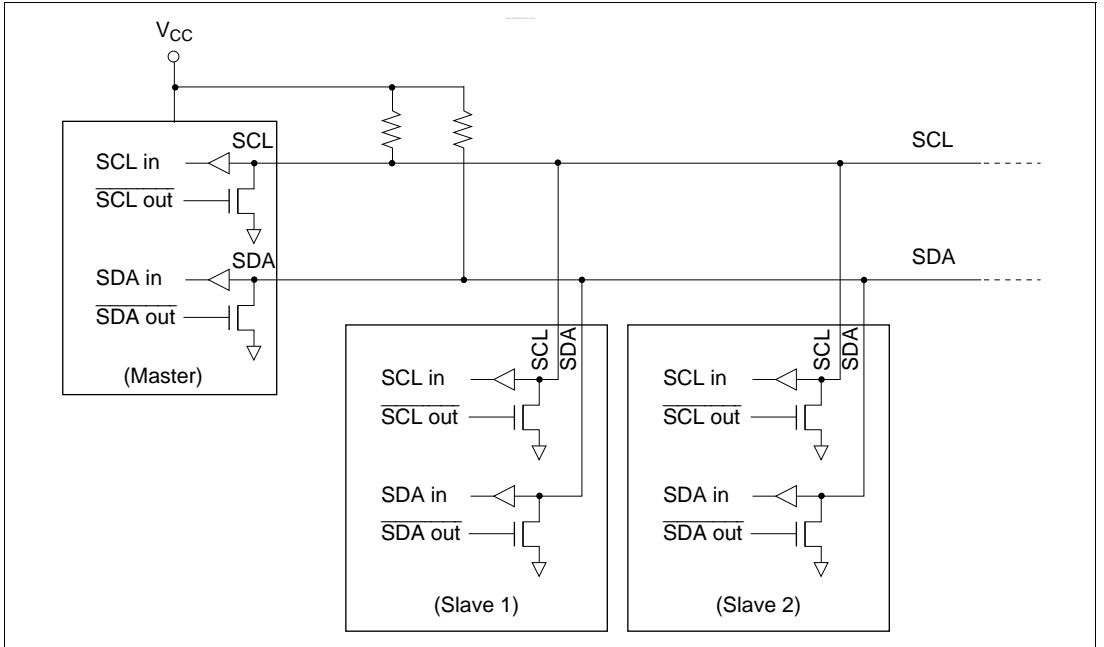 VCC
SCL
SCL in
SCL out
SDA
SDA in
SDA out
(Master)
SCL
SDA
SCL
SDA
SCL in
SCL out
SDA in
SDA out
(Slave 1)
SCL
SDA
SCL in
SCL out
SDA in
SDA out
(Slave 2)